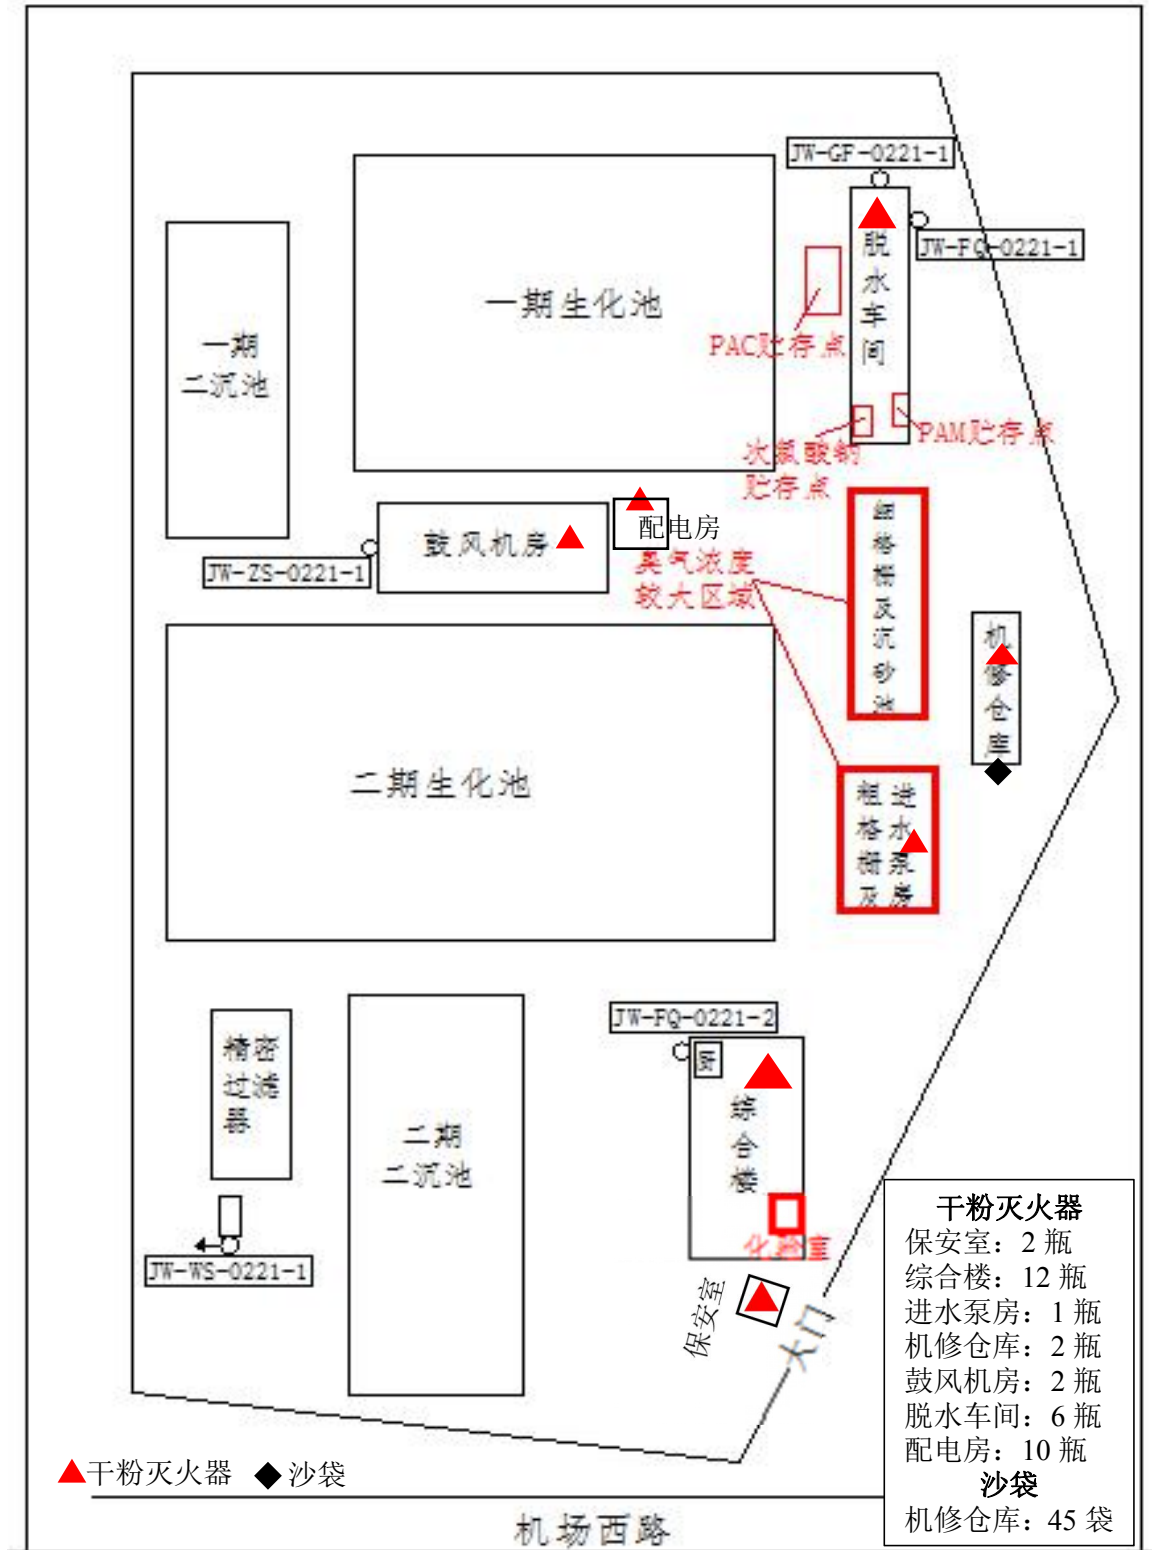 JW-GF-0221-1
脱水车间
JW-FQ-0221-1
一期生化池
PAC贮存点
一期
二沉池
PAM贮存点
次氯酸钠
贮存点
配电房
鼓风机房
JW-ZS-0221-1
臭气浓度
较大区域
细格栅及沉砂池
机修仓库
二期生化池
粗格栅及
进水泵房
JW-FQ-0221-2
厨
综合楼
精密
过滤
器
二期
二沉池
化验室
JW-WS-0221-1
保安室
大门
干粉灭火器
保安室：2 瓶
综合楼：12 瓶
进水泵房：1 瓶
机修仓库：2 瓶
鼓风机房：2 瓶
脱水车间：6 瓶
配电房：10 瓶
沙袋
机修仓库：45 袋
干粉灭火器 沙袋
机场西路